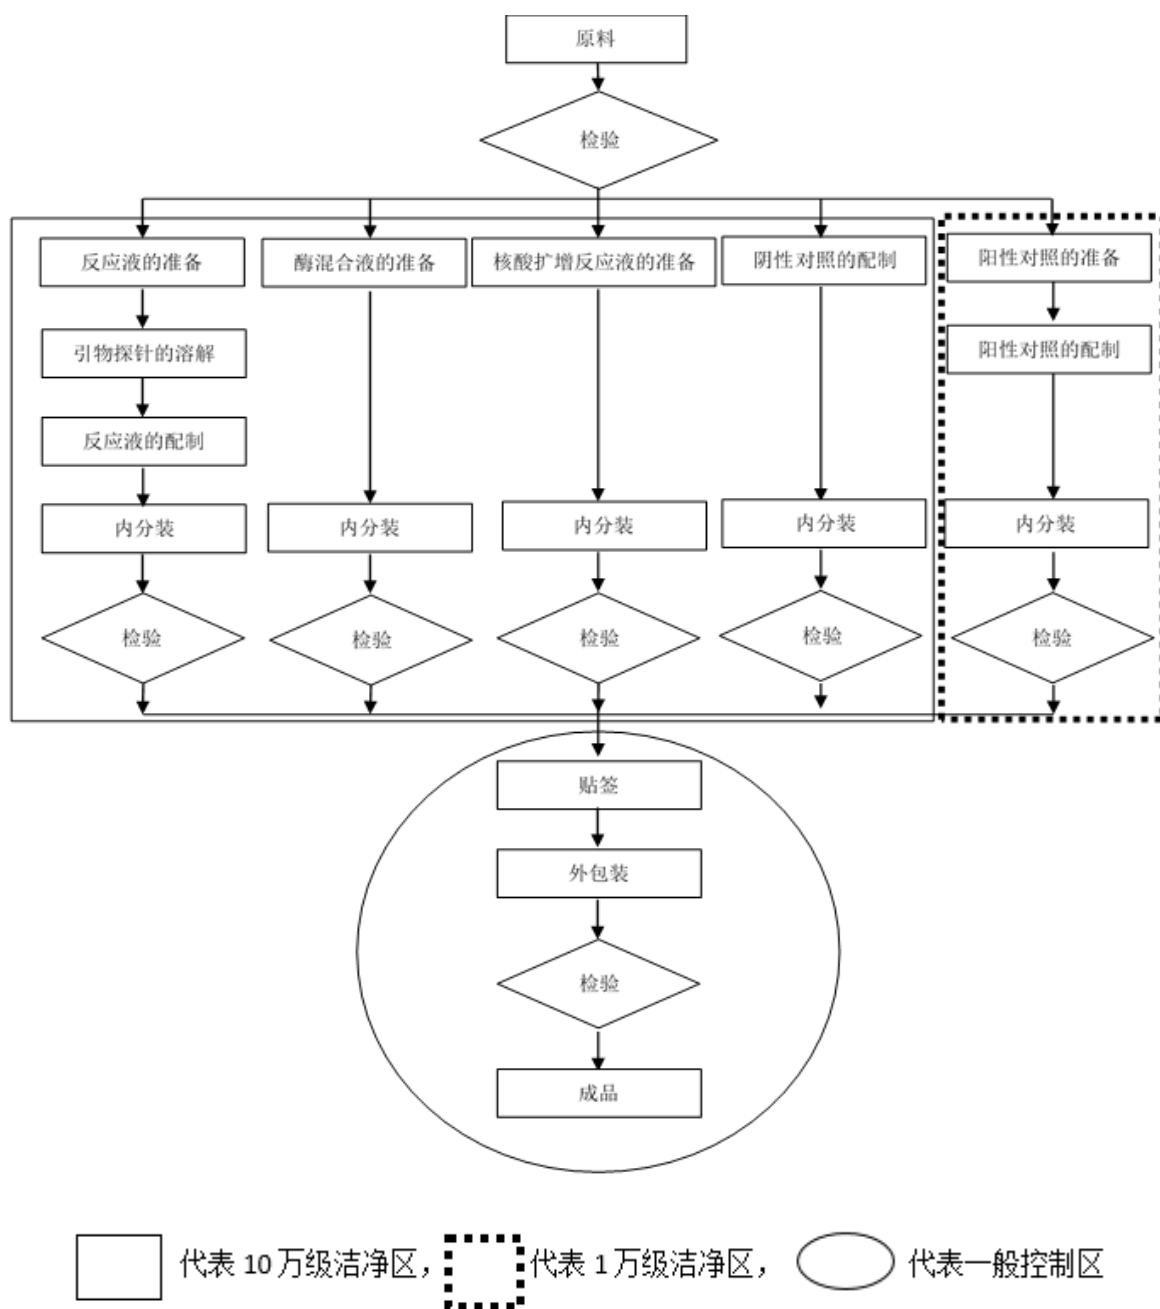 原料
检验
反应液的准备
酶混合液的准备
核酸扩增反应液的准备
阴性对照的配制
阳性对照的准备
引物探针的溶解
阳性对照的配制
反应液的配制
内分装
内分装
内分装
内分装
内分装
检验
检验
检验
检验
检验
贴签
外包装
检验
成品
代表 10 万级洁净区， 代表 1 万级洁净区， 代表一般控制区